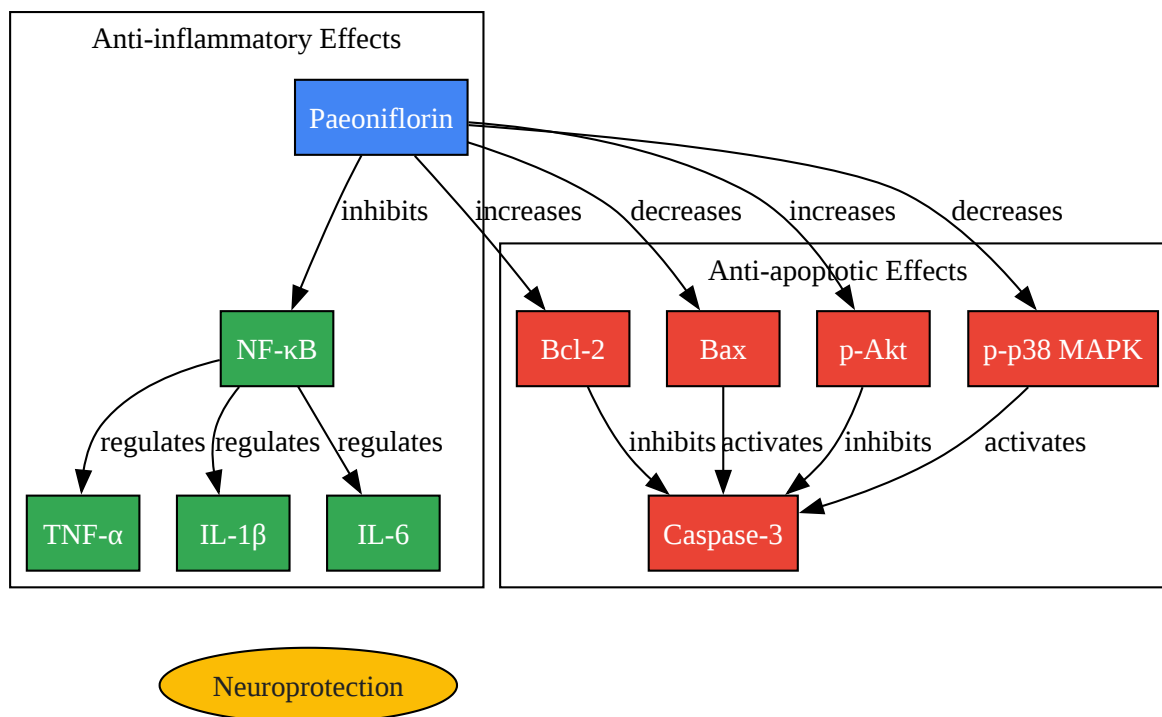 Anti-inflammatory Effects
Paeoniflorin
inhibits
increases
decreases
increases
decreases
Anti-apoptotic Effects
NF-κB
Bcl-2
Bax
p-Akt
p-p38 MAPK
regulates
regulates
regulates
inhibits
activates
inhibits
activates
TNF-α
IL-1β
IL-6
Caspase-3
Neuroprotection